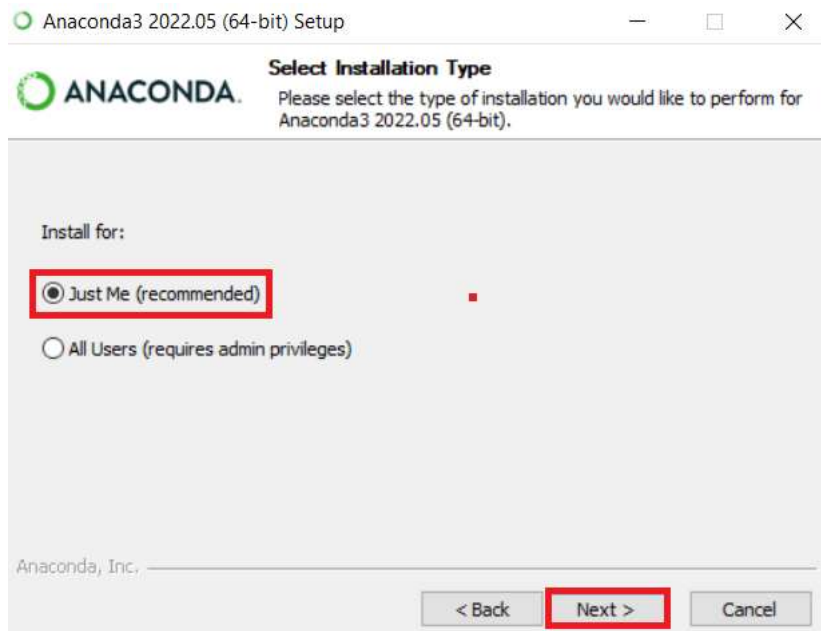 Anaconda3 2022.05 (64-bit) Setup
ANACONDA.
Select Installation Type
Please select the type of installation you would like to perform for
Anaconda3 2022.05 (64-bit).
Install for:
Just Me (recommended)
All Users (requires admin privileges)
Anaconda, Inc.
< Back
Next >
Cancel